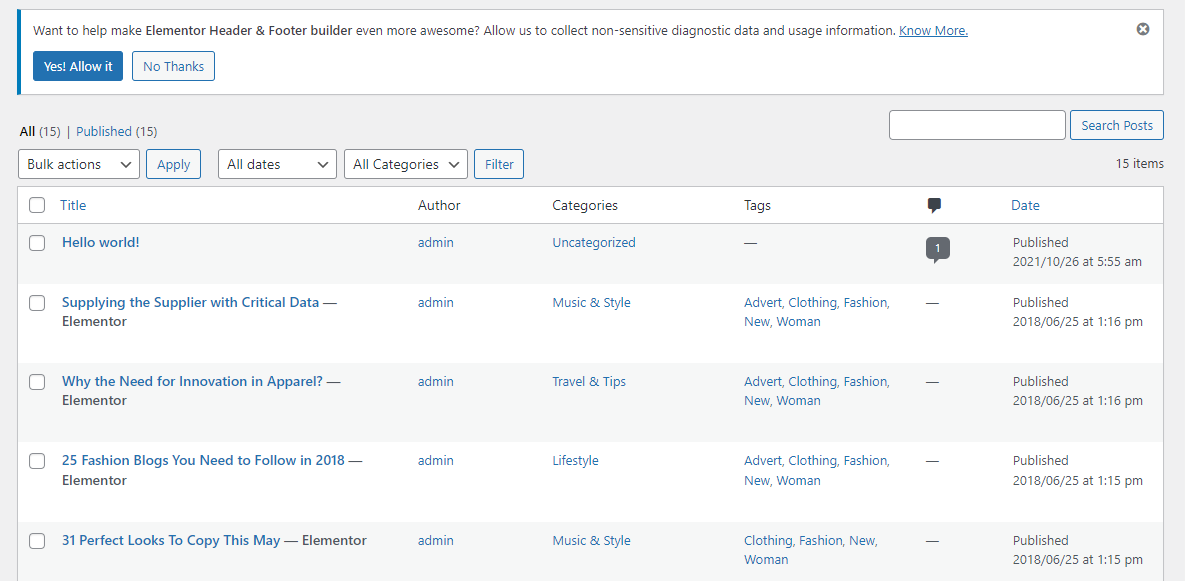 Want to help make Elementor Header & Footer builder even more awesome? Allow us to collect non-sensitive diagnostic data and usage information. Know More.
Yes! Allow it No Thanks
All (15) | Published (15) Search Posts
Bulk actions Apply All dates All Categories Filter 15 items
Title Author Categories Tags Date
Hello world! admin Uncategorized — 1 Published
2021/10/26 at 5:55 am
Supplying the Supplier with Critical Data — admin Music & Style Advert, Clothing, Fashion, — Published
Elementor New, Woman 2018/06/25 at 1:16 pm
Why the Need for Innovation in Apparel? — admin Travel & Tips Advert, Clothing, Fashion, — Published
Elementor New, Woman 2018/06/25 at 1:16 pm
25 Fashion Blogs You Need to Follow in 2018 — admin Lifestyle Advert, Clothing, Fashion, — Published
Elementor New, Woman 2018/06/25 at 1:15 pm
31 Perfect Looks To Copy This May — Elementor admin Music & Style Clothing, Fashion, New, — Published
Woman 2018/06/25 at 1:15 pm